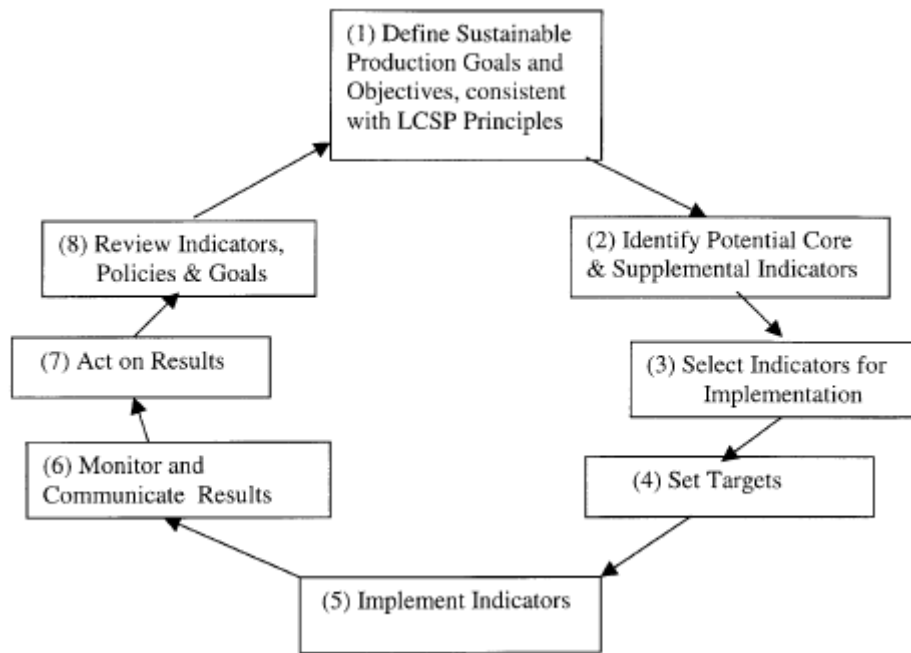 (1) Define Sustainable
Production Goals and
Objectives, consistent
with LCSP Principles
(2) Identify Potential Core
& Supplemental Indicators
(3) Select Indicators for
Implementation
(4) Set Targets
(5) Implement Indicators
(6) Monitor and
Communicate Results
(7) Act on Results
(8) Review Indicators,
Policies & Goals